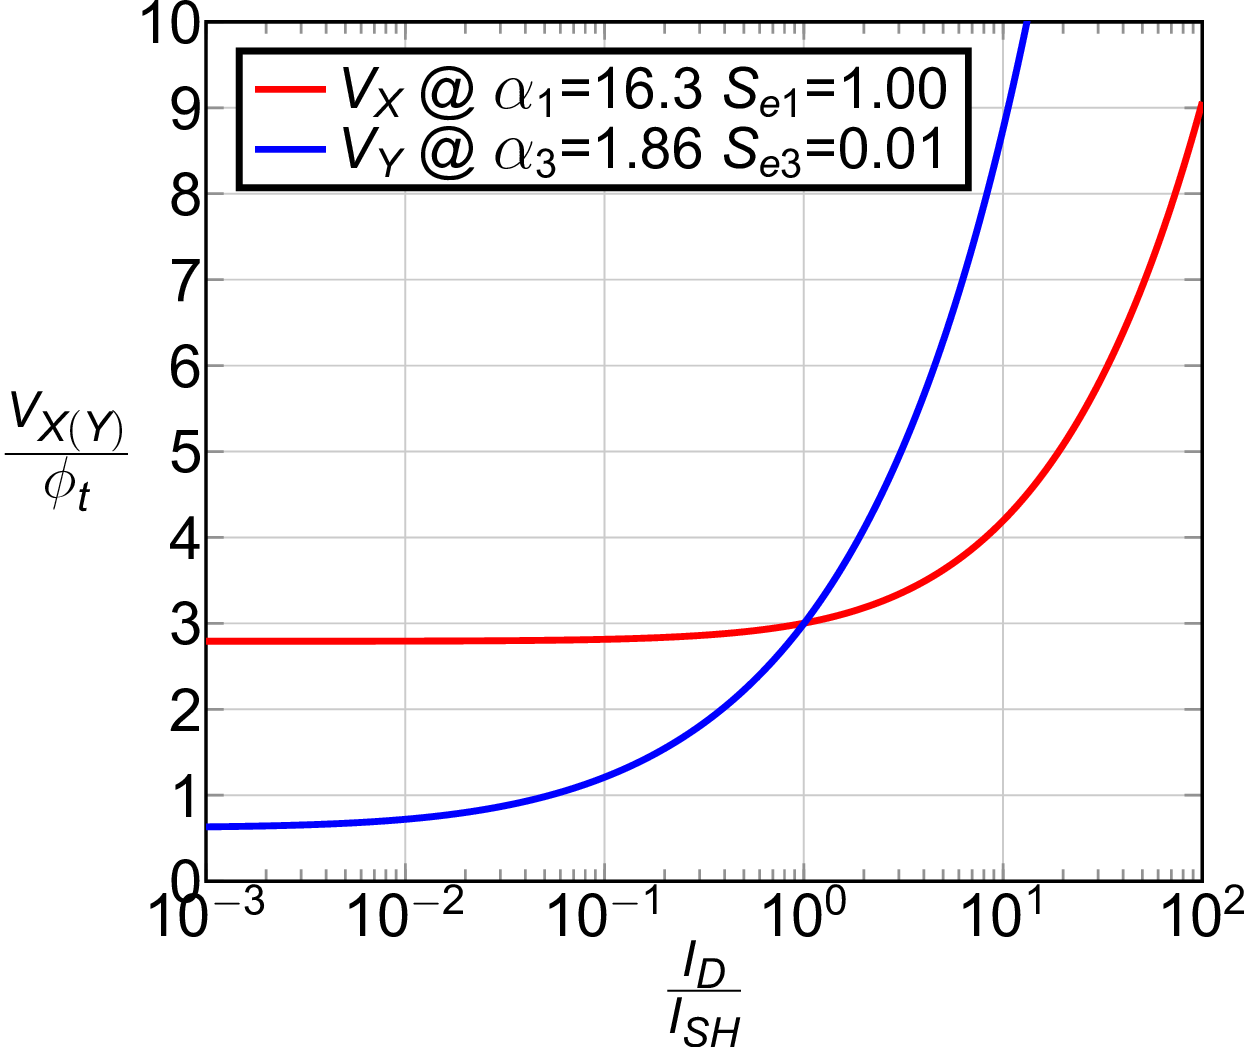 10
9
8
7
6
5
4
3
2
1
0
V_X @ α_1=16.3 S_e1=1.00
V_Y @ α_3=1.86 S_e3=0.01
V_X(Y)
ϕ_t
10^−3 10^−2 10^−1 10^0 10^1 10^2
I_D
I_SH